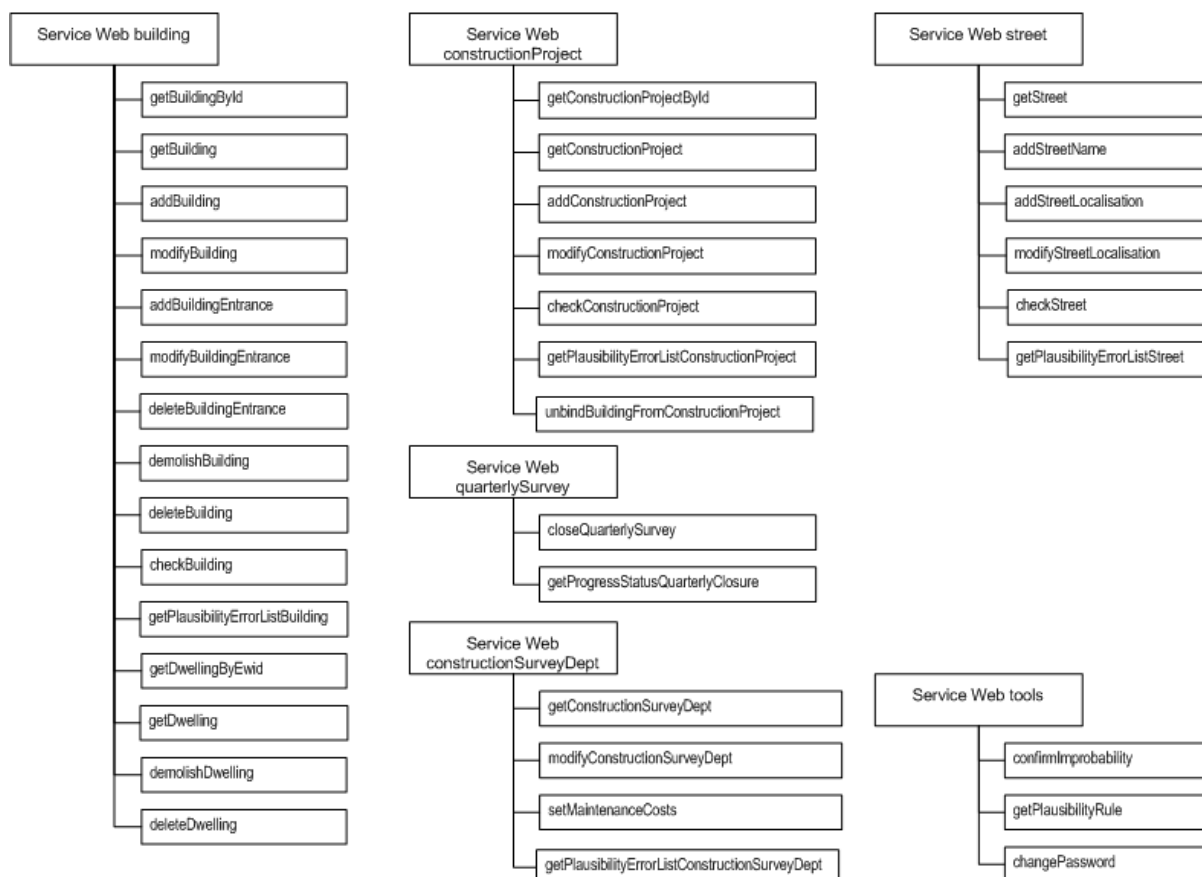 Service Web building
getBuildingById
getBuilding
addBuilding
modifyBuilding
addBuildingEntrance
modifyBuildingEntrance
deleteBuildingEntrance
demolishBuilding
deleteBuilding
checkBuilding
getPlausibilityErrorListBuilding
getDwellingByEwid
getDwelling
demolishDwelling
deleteDwelling
Service Web
constructionProject
getConstructionProjectById
getConstructionProject
addConstructionProject
modifyConstructionProject
checkConstructionProject
getPlausibilityErrorListConstructionProject
unbindBuildingFromConstructionProject
Service Web
quarterlySurvey
closeQuarterlySurvey
getProgressStatusQuarterlyClosure
Service Web
constructionSurveyDept
getConstructionSurveyDept
modifyConstructionSurveyDept
setMaintenanceCosts
getPlausibilityErrorListConstructionSurveyDept
Service Web street
getStreet
addStreetName
addStreetLocalisation
modifyStreetLocalisation
checkStreet
getPlausibilityErrorListStreet
Service Web tools
confirmImprobability
getPlausibilityRule
changePassword